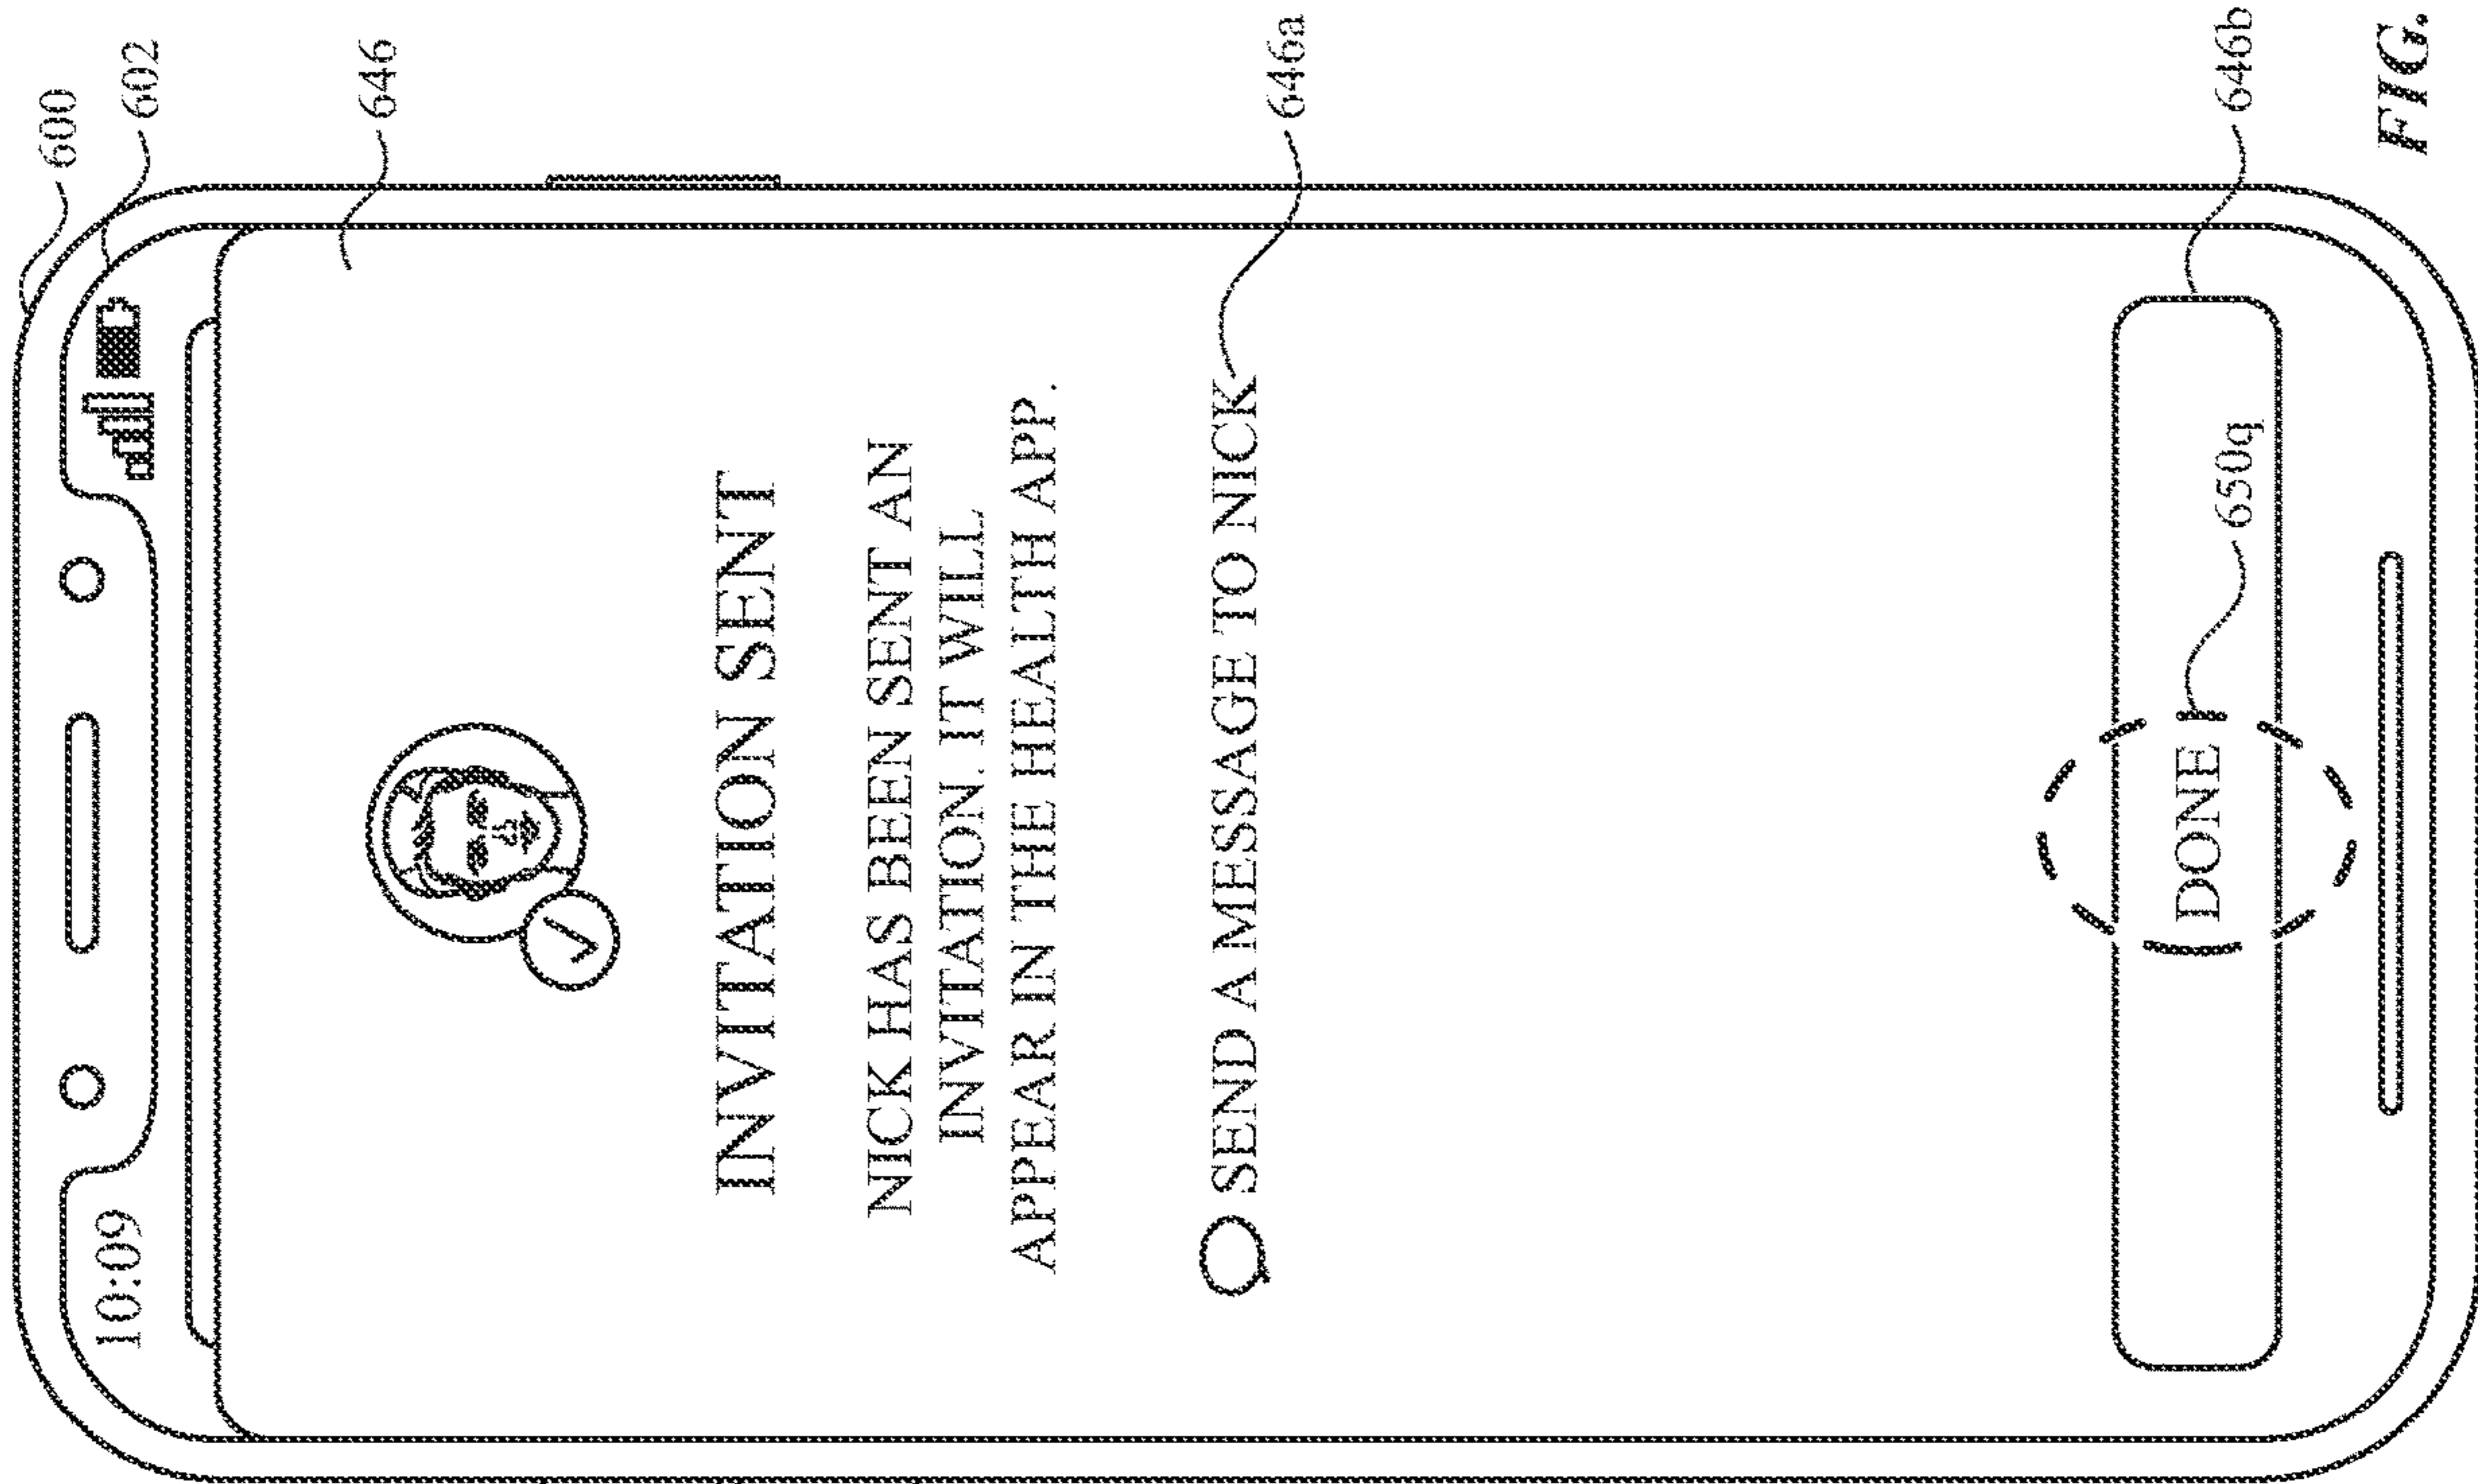 600
602
10:09
646
INVITATION SENT
NICK HAS BEEN SENT AN
INVITATION. IT WILL
APPEAR IN THE HEALTH APP.
SEND A MESSAGE TO NICK
646a
DONE
650q
646b
FIG.